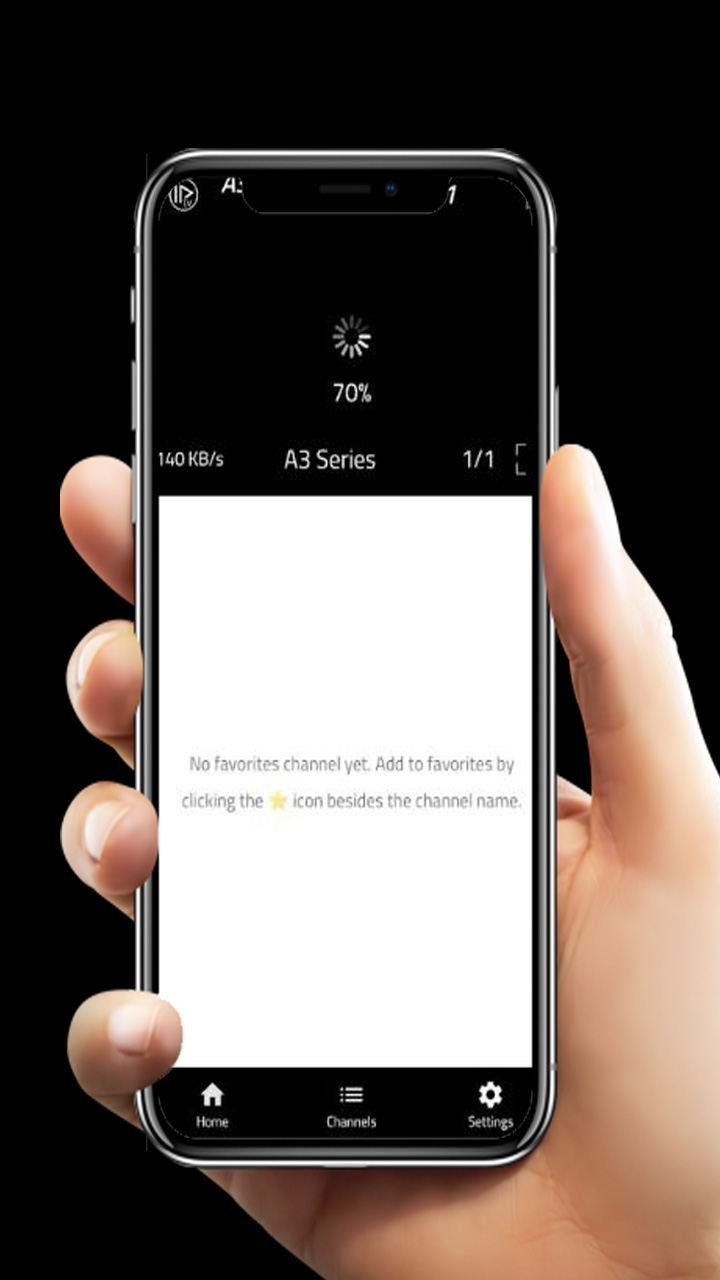 A3
1
70%
140 KB/s A3 Series 1/1
No favorites channel yet. Add to favorites by
clicking the ⭐ icon besides the channel name.
Home Channels Settings